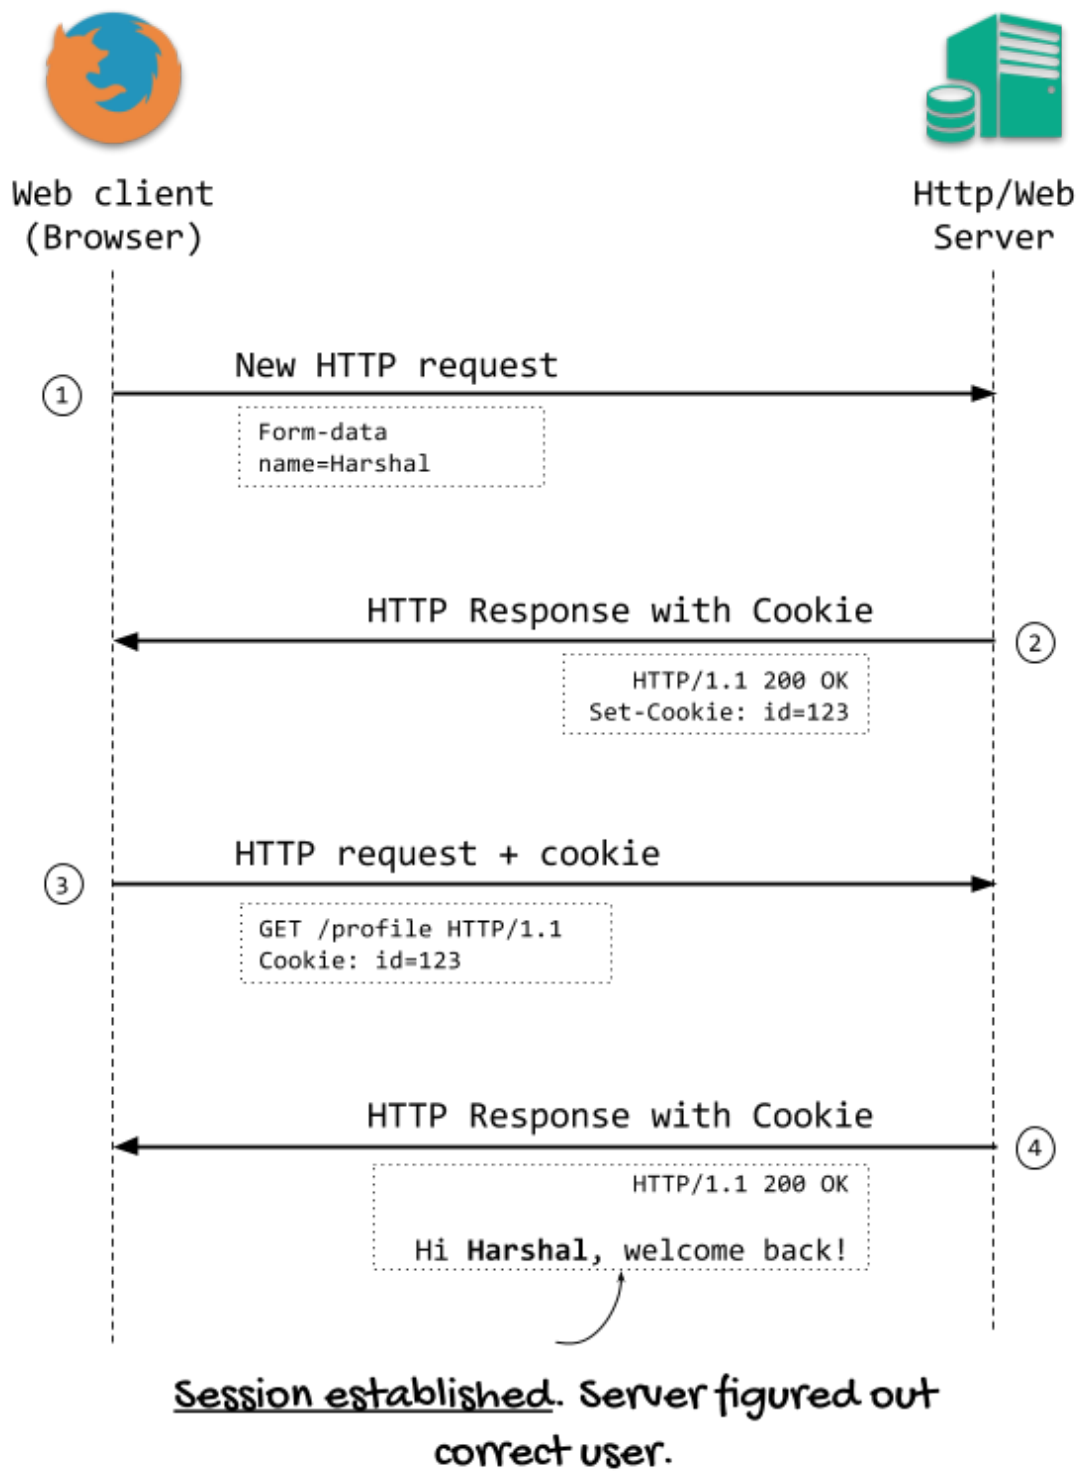 Web client
(Browser)
Http/Web
Server
New HTTP request
1
Form-data
name=Harshal
HTTP Response with Cookie
2
HTTP/1.1 200 OK
Set-Cookie: id=123
HTTP request + cookie
3
GET /profile HTTP/1.1
Cookie: id=123
HTTP Response with Cookie
4
HTTP/1.1 200 OK
Hi Harshal, welcome back!
Session established. Server figured out
correct user.